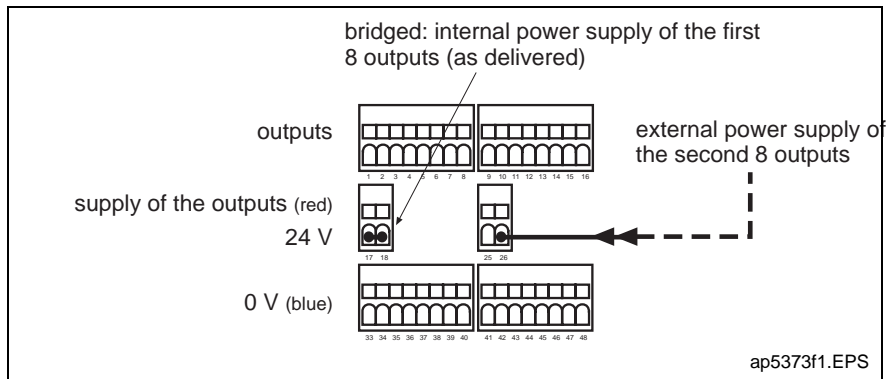 bridged: internal power supply of the first
8 outputs (as delivered)
outputs
external power supply of
the second 8 outputs
1 2 3 4 5 6 7 8
9 10 11 12 13 14 15 16
supply of the outputs (red)
24 V
17 18
25 26
0 V (blue)
33 34 35 36 37 38 39 40
41 42 43 44 45 46 47 48
ap5373f1.EPS